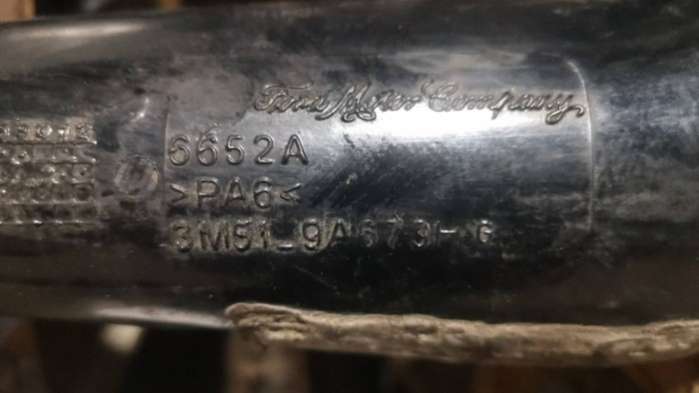 Ford Motor Company
6652A
>PA6<
3M51_9A673-G